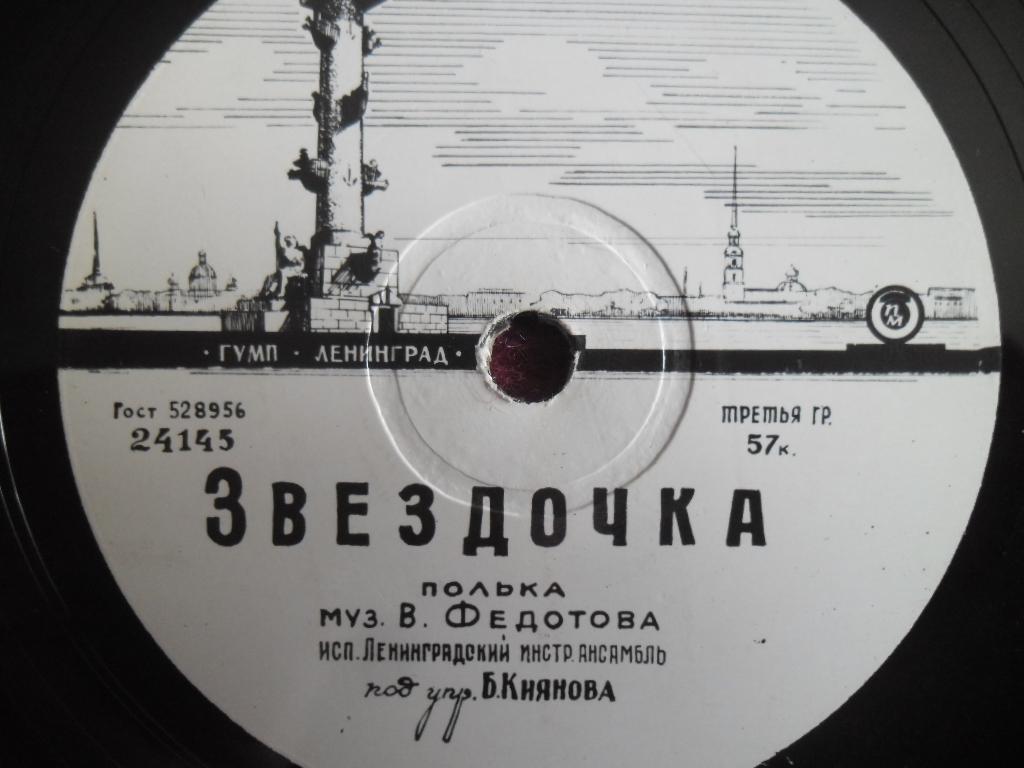 ПМ
· ГУМП · ЛЕНИНГРАД ·
Гост 528956
24145
ТРЕТЬЯ ГР.
57к.
ЗВЕЗДОЧКА
ПОЛЬКА
МУЗ. В. ФЕДОТОВА
ИСП. ЛЕНИНГРАДСКИЙ ИНСТР. АНСАМБЛЬ
под упр. Б. КИЯНОВА